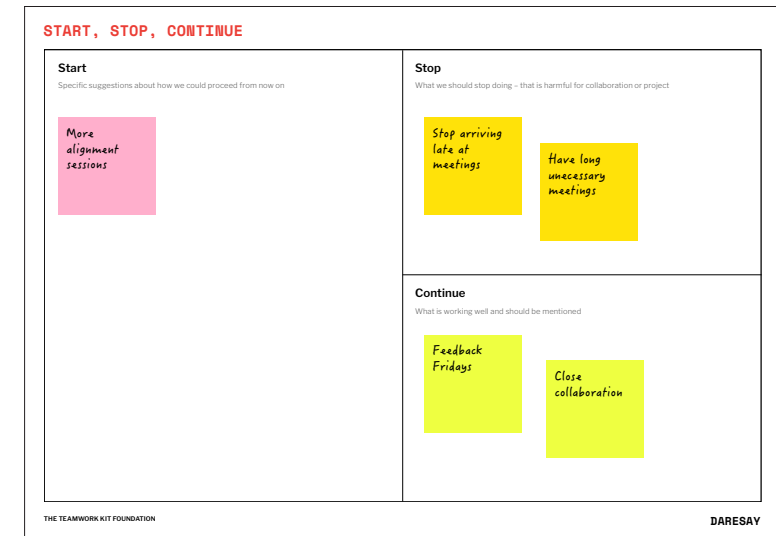 START, STOP, CONTINUE
Start
Specific suggestions about how we could proceed from now on
More
alignment
sessions
Stop
What we should stop doing – that is harmful for collaboration or project
Stop arriving
late at
meetings
Have long
unecessary
meetings
Continue
What is working well and should be mentioned
Feedback
Fridays
Close
collaboration
THE TEAMWORK KIT FOUNDATION
DARESAY